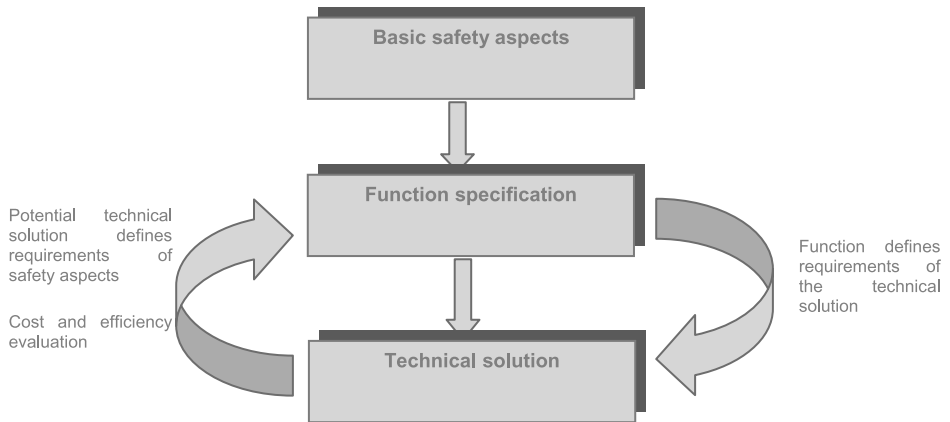 Basic safety aspects
Function specification
Potential technical
solution defines
requirements of
safety aspects
Cost and efficiency
evaluation
Function defines
requirements of
the technical
solution
Technical solution